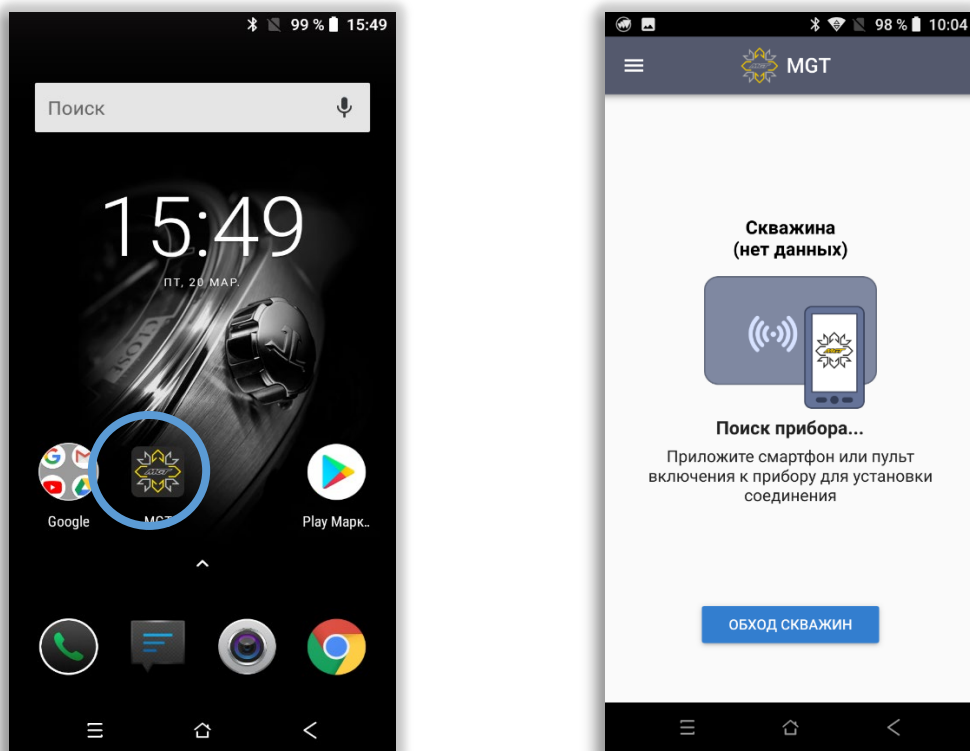 99 % 15:49
Поиск
15:49
ПТ, 20 МАР.
Google
MGT
Play Марк..
98 % 10:04
MGT
Скважина
(нет данных)
Поиск прибора...
Приложите смартфон или пульт
включения к прибору для установки
соединения
ОБХОД СКВАЖИН